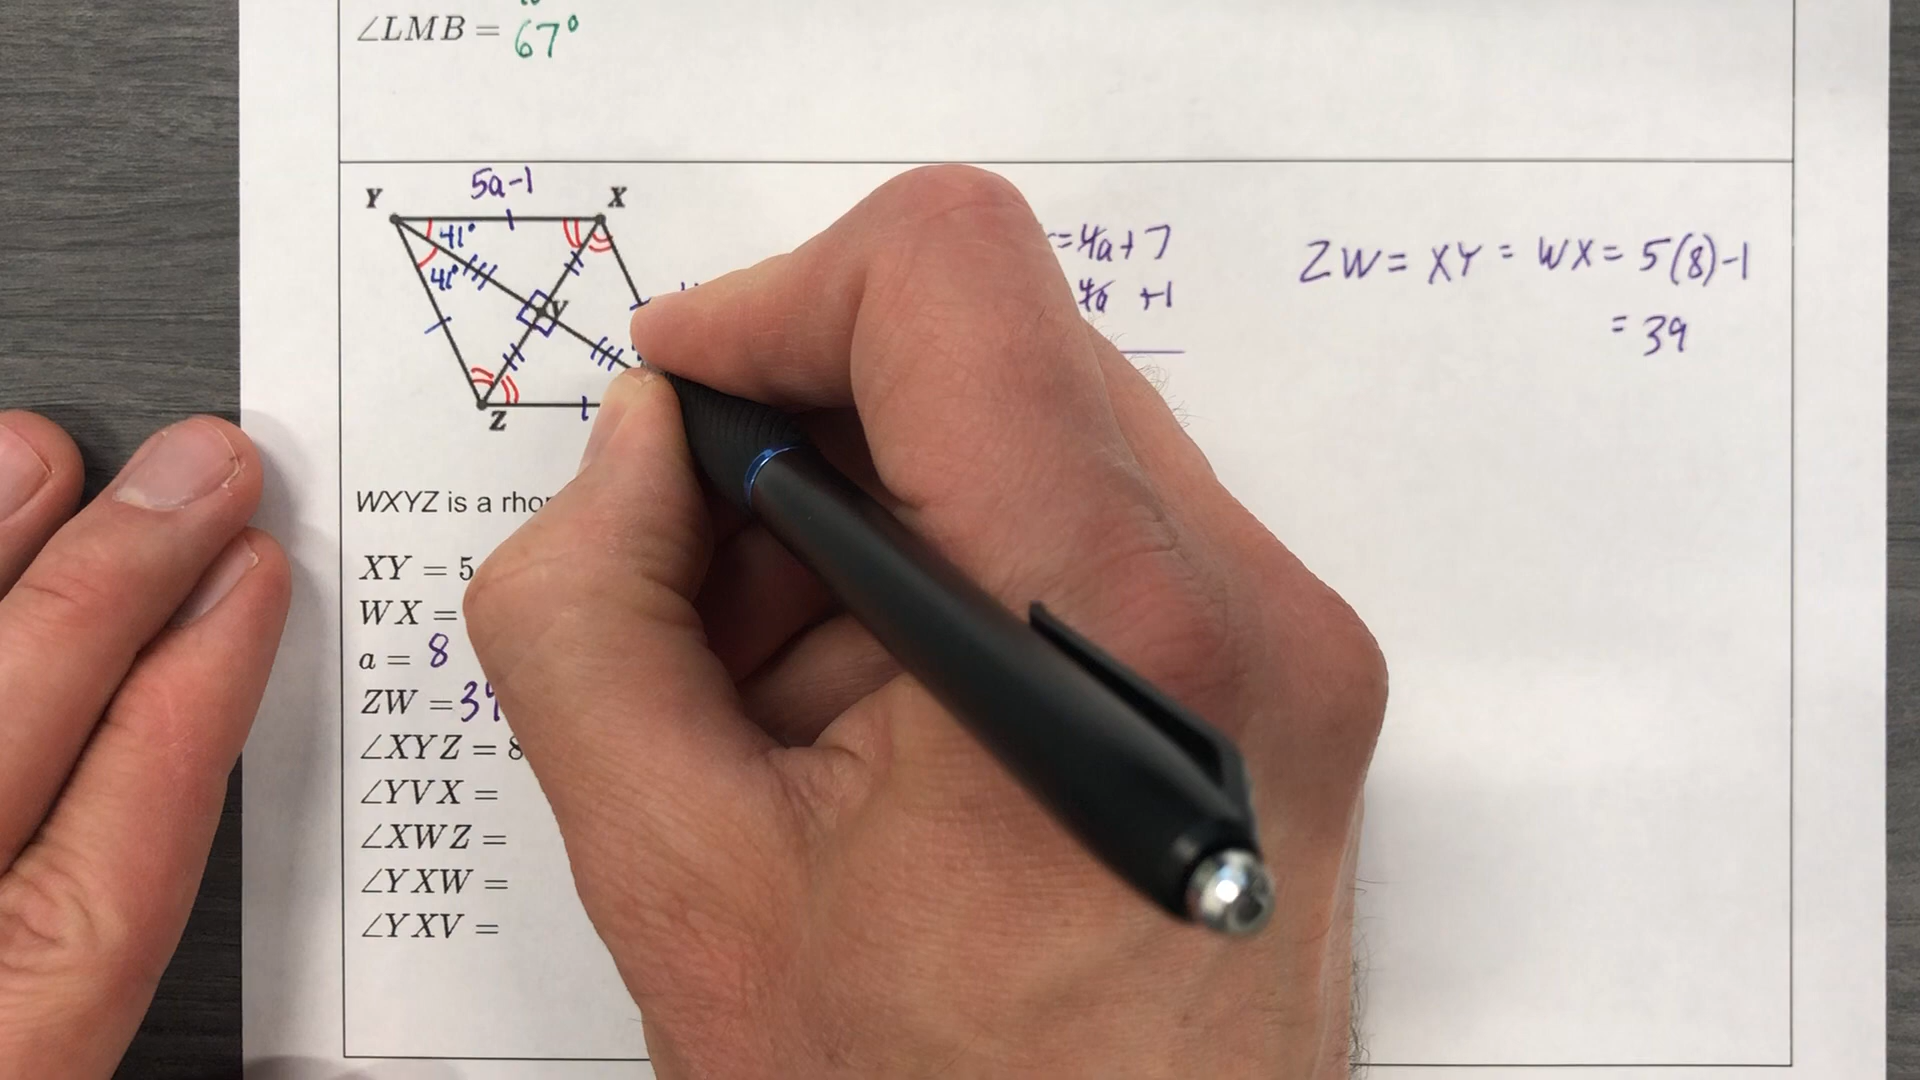 ∠LMB = 67°
5a-1
Y X
41°
41°
V
Z
=4a+7
4a +1
ZW = XY = WX = 5(8)-1
= 39
WXYZ is a
XY = 5
WX =
a = 8
ZW = 39
∠XYZ = 8
∠YVX =
∠XWZ =
∠YXW =
∠YXV =